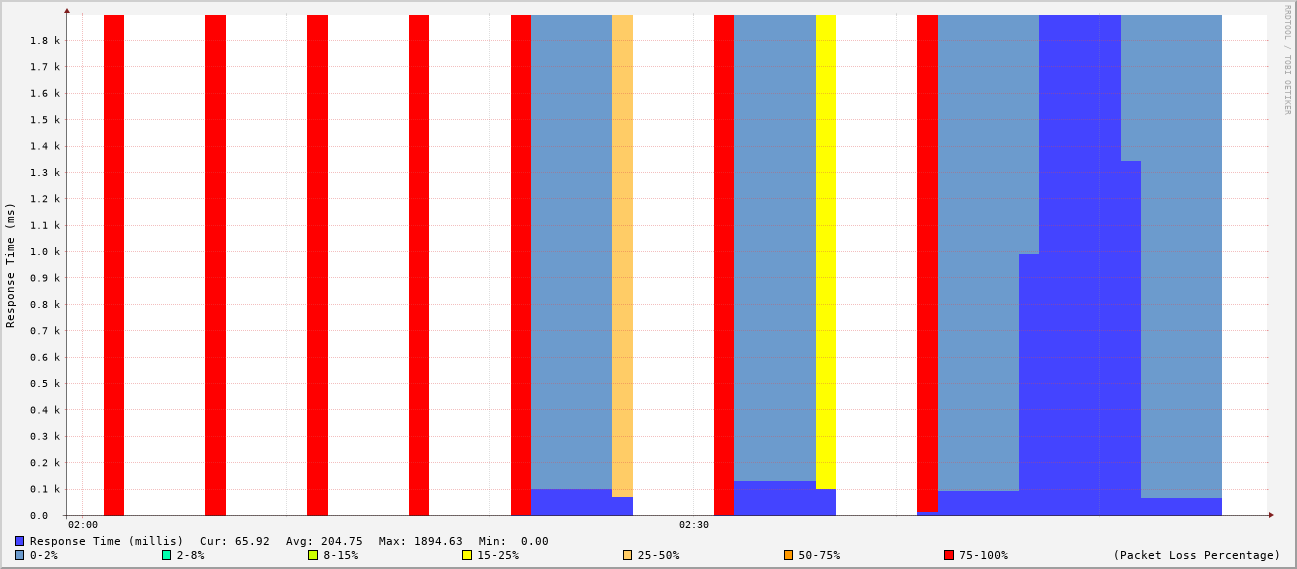 RRDTOOL / TOBI OETIKER
Response Time (ms)
1.8 k
1.7 k
1.6 k
1.5 k
1.4 k
1.3 k
1.2 k
1.1 k
1.0 k
0.9 k
0.8 k
0.7 k
0.6 k
0.5 k
0.4 k
0.3 k
0.2 k
0.1 k
0.0
02:00 02:30
Response Time (millis) Cur: 65.92 Avg: 204.75 Max: 1894.63 Min: 0.00
0-2% 2-8% 8-15% 15-25% 25-50% 50-75% 75-100% (Packet Loss Percentage)